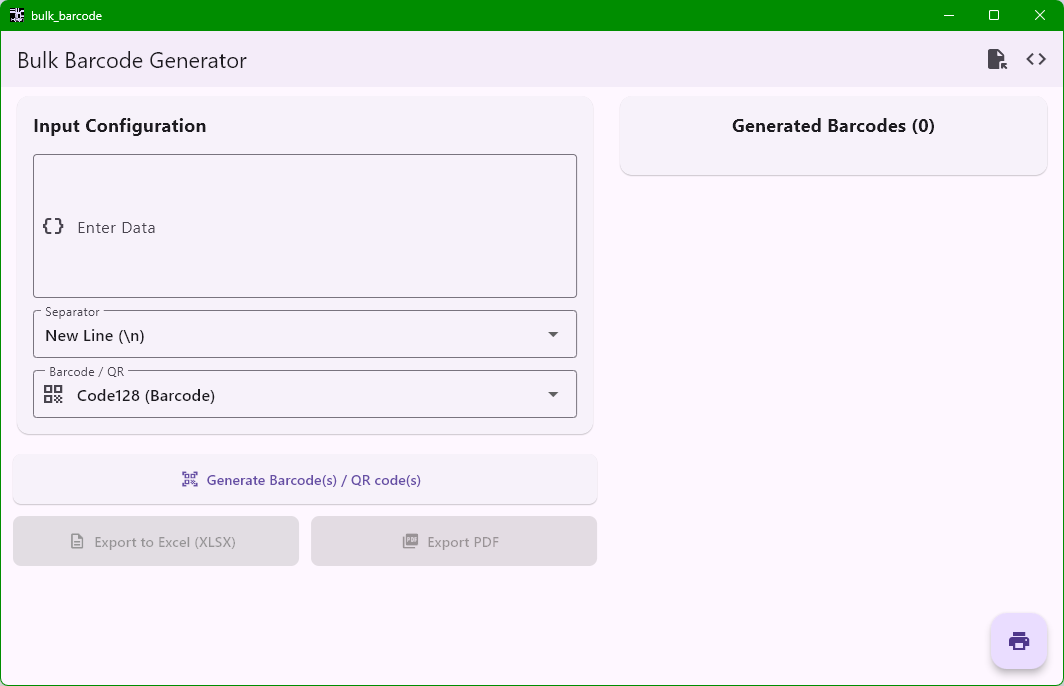 bulk_barcode
Bulk Barcode Generator
Input Configuration
Enter Data
Separator
New Line (\n)
Barcode / QR
Code128 (Barcode)
Generate Barcode(s) / QR code(s)
Export to Excel (XLSX)
PDF Export PDF
Generated Barcodes (0)